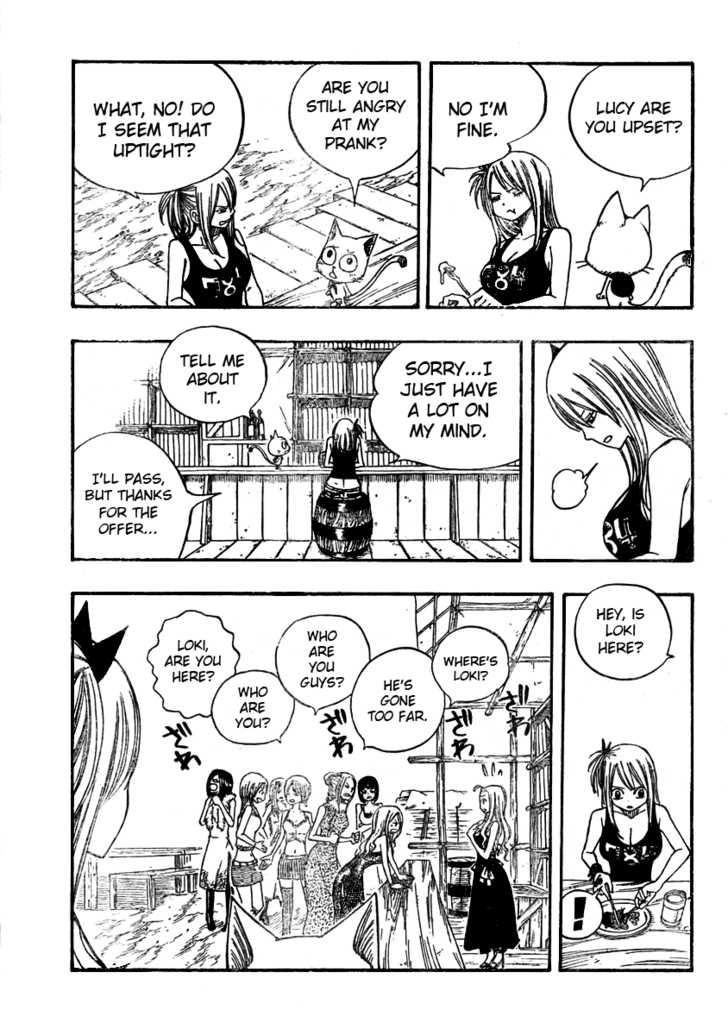 LUCY ARE
YOU UPSET?
NO I'M
FINE.
ARE YOU
STILL ANGRY
AT MY
PRANK?
WHAT, NO! DO
I SEEM THAT
UPTIGHT?
SORRY...I
JUST HAVE
A LOT ON
MY MIND.
TELL ME
ABOUT
IT.
I'LL PASS,
BUT THANKS
FOR THE
OFFER...
HEY, IS
LOKI
HERE?
!
WHERE'S
LOKI?
HE'S
GONE
TOO FAR.
WHO
ARE
YOU
GUYS?
WHO
ARE
YOU?
LOKI,
ARE YOU
HERE?
ざわ
ざわ
ざわ
ざわ